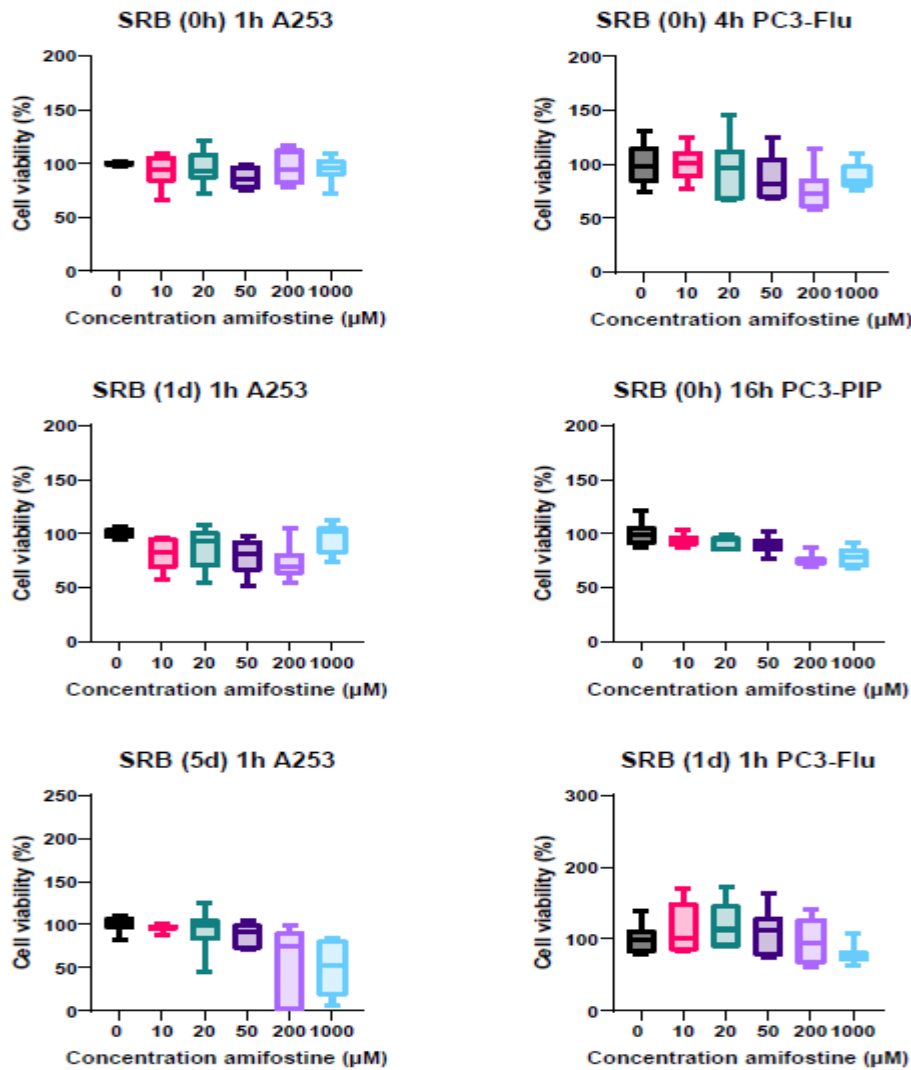 SRB (0h) 1h A253
200
150
100
50
0
Cell viability (%)
0 10 20 50 200 1000
Concentration amifostine (µM)
SRB (0h) 4h PC3-Flu
200
150
100
50
0
Cell viability (%)
0 10 20 50 200 1000
Concentration amifostine (µM)
SRB (1d) 1h A253
200
150
100
50
0
Cell viability (%)
0 10 20 50 200 1000
Concentration amifostine (µM)
SRB (0h) 16h PC3-PIP
200
150
100
50
0
Cell viability (%)
0 10 20 50 200 1000
Concentration amifostine (µM)
SRB (5d) 1h A253
250
200
150
100
50
0
Cell viability (%)
0 10 20 50 200 1000
Concentration amifostine (µM)
SRB (1d) 1h PC3-Flu
300
200
100
0
Cell viability (%)
0 10 20 50 200 1000
Concentration amifostine (µM)